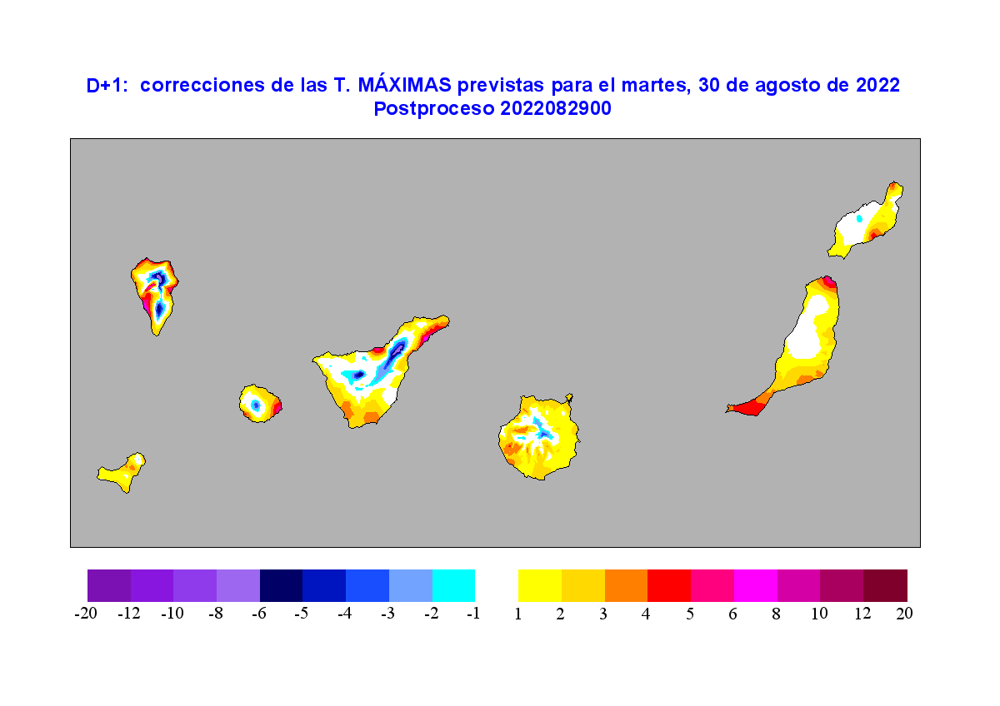 D+1: correcciones de las T. MÁXIMAS previstas para el martes, 30 de agosto de 2022
Postproceso 2022082900
-20 -12 -10 -8 -6 -5 -4 -3 -2 -1 1 2 3 4 5 6 8 10 12 20